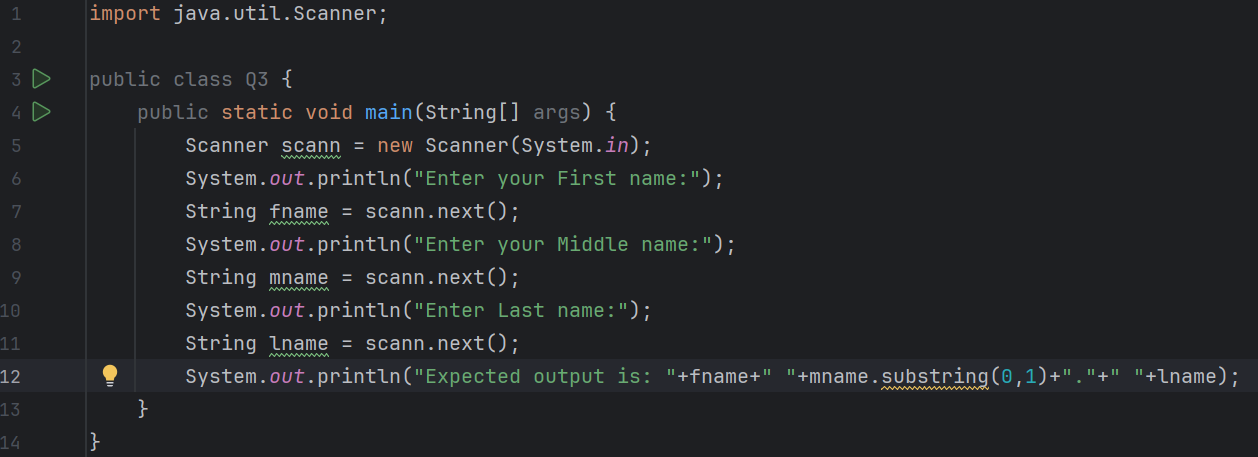 1 import java.util.Scanner;
2
3 public class Q3 {
4     public static void main(String[] args) {
5         Scanner scann = new Scanner(System.in);
6         System.out.println("Enter your First name:");
7         String fname = scann.next();
8         System.out.println("Enter your Middle name:");
9         String mname = scann.next();
10         System.out.println("Enter Last name:");
11         String lname = scann.next();
12         System.out.println("Expected output is: "+fname+" "+mname.substring(0,1)+"."+" "+lname);
13     }
14 }